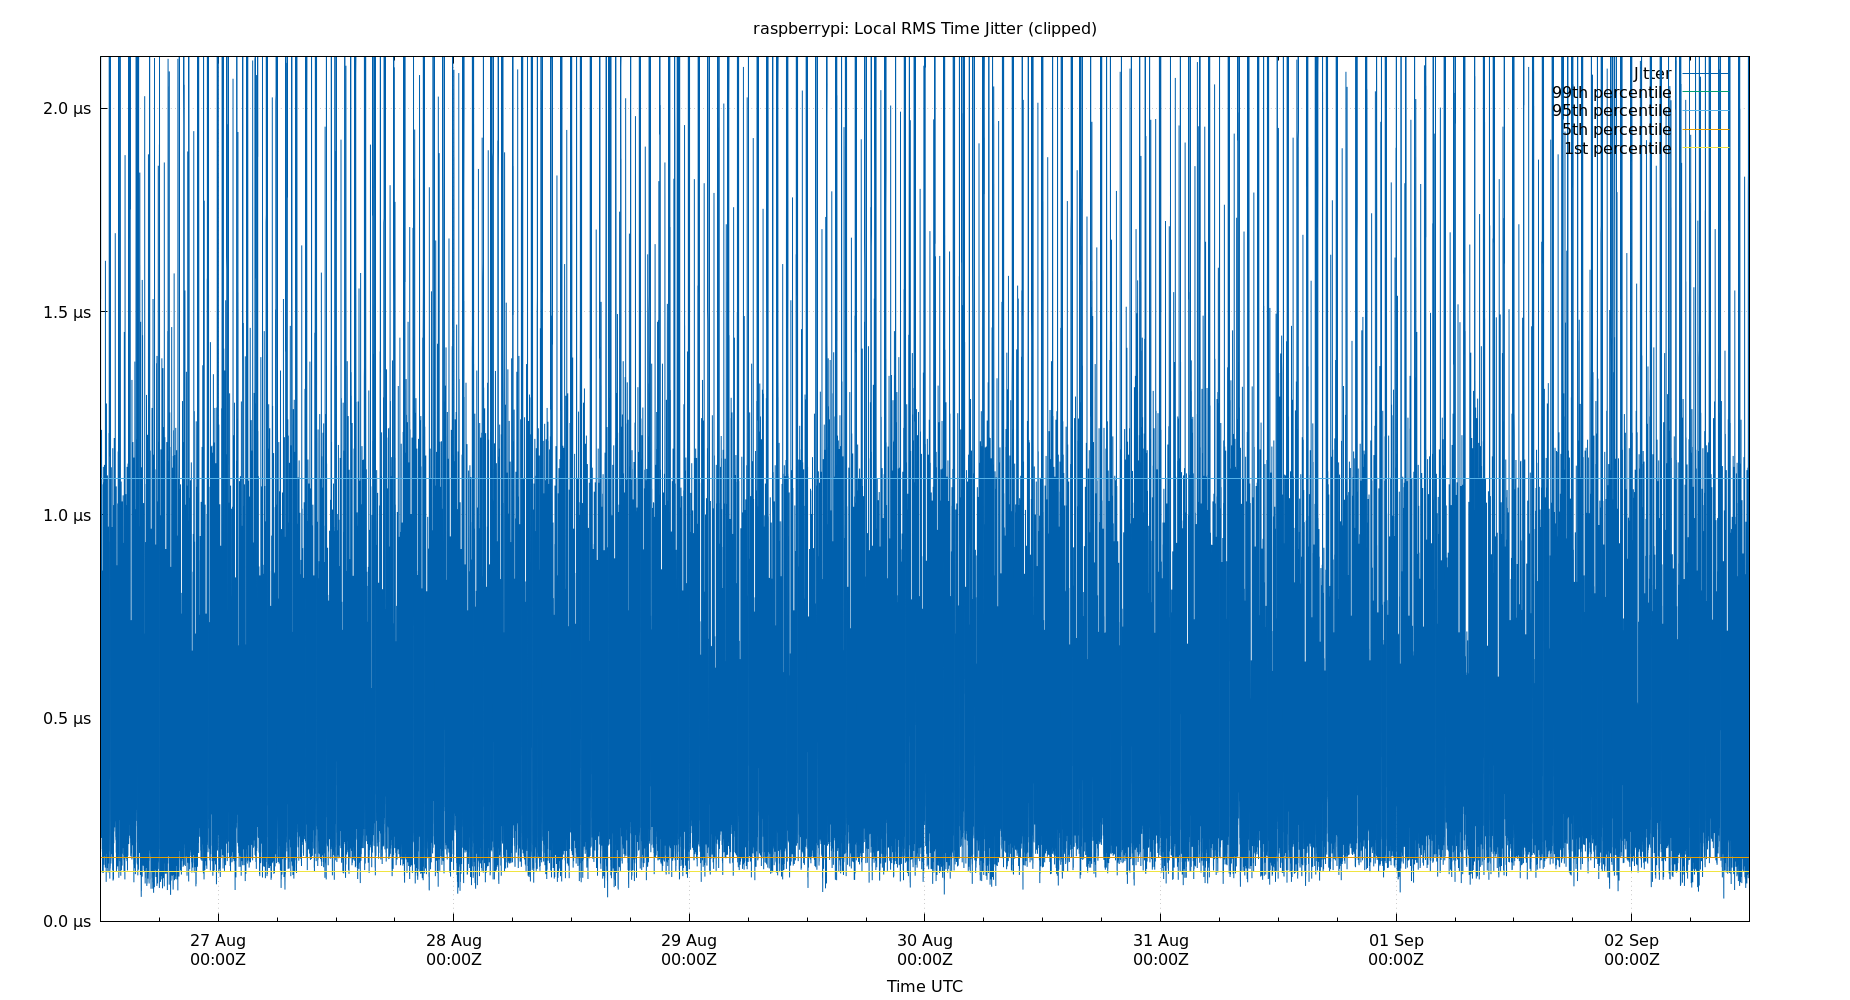 raspberrypi: Local RMS Time Jitter (clipped)
2.0 µs
1.5 µs
1.0 µs
0.5 µs
0.0 µs
Jitter
99th percentile
95th percentile
5th percentile
1st percentile
27 Aug 28 Aug 29 Aug 30 Aug 31 Aug 01 Sep 02 Sep
00:00Z 00:00Z 00:00Z 00:00Z 00:00Z 00:00Z 00:00Z
Time UTC